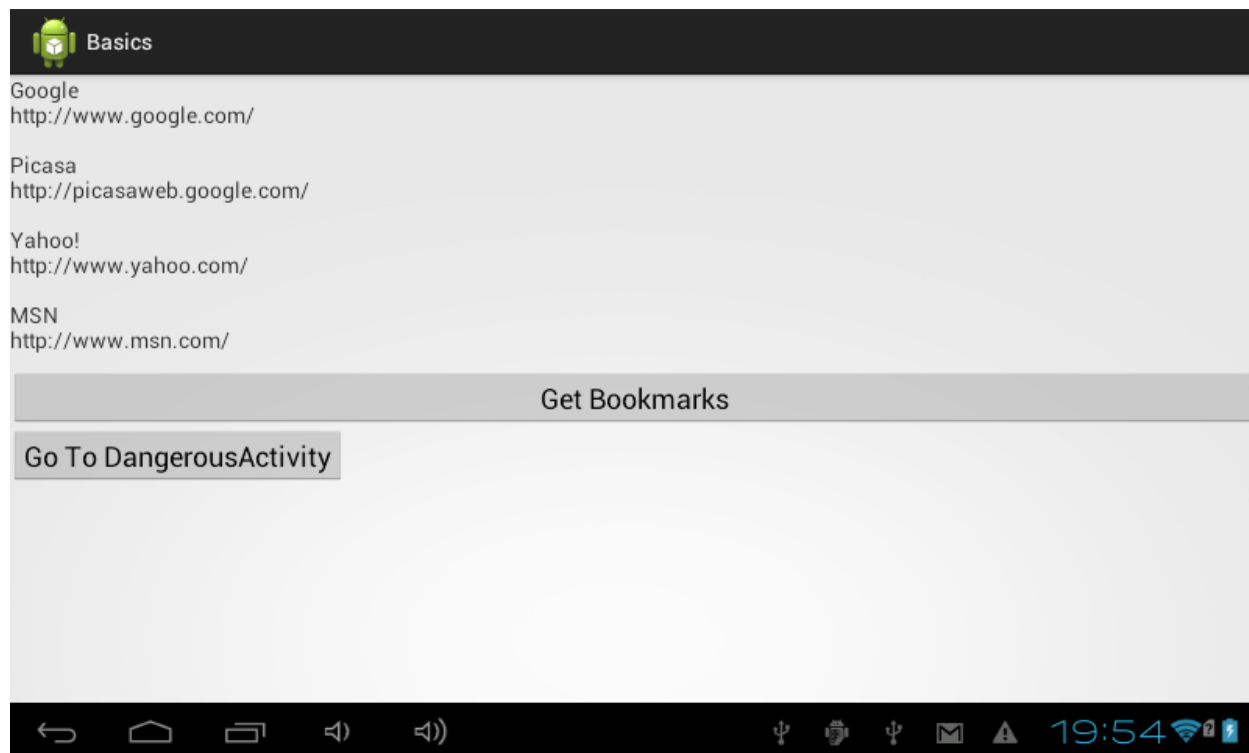 Basics
Google
http://www.google.com/
Picasa
http://picasaweb.google.com/
Yahoo!
http://www.yahoo.com/
MSN
http://www.msn.com/
Get Bookmarks
Go To DangerousActivity
19:54